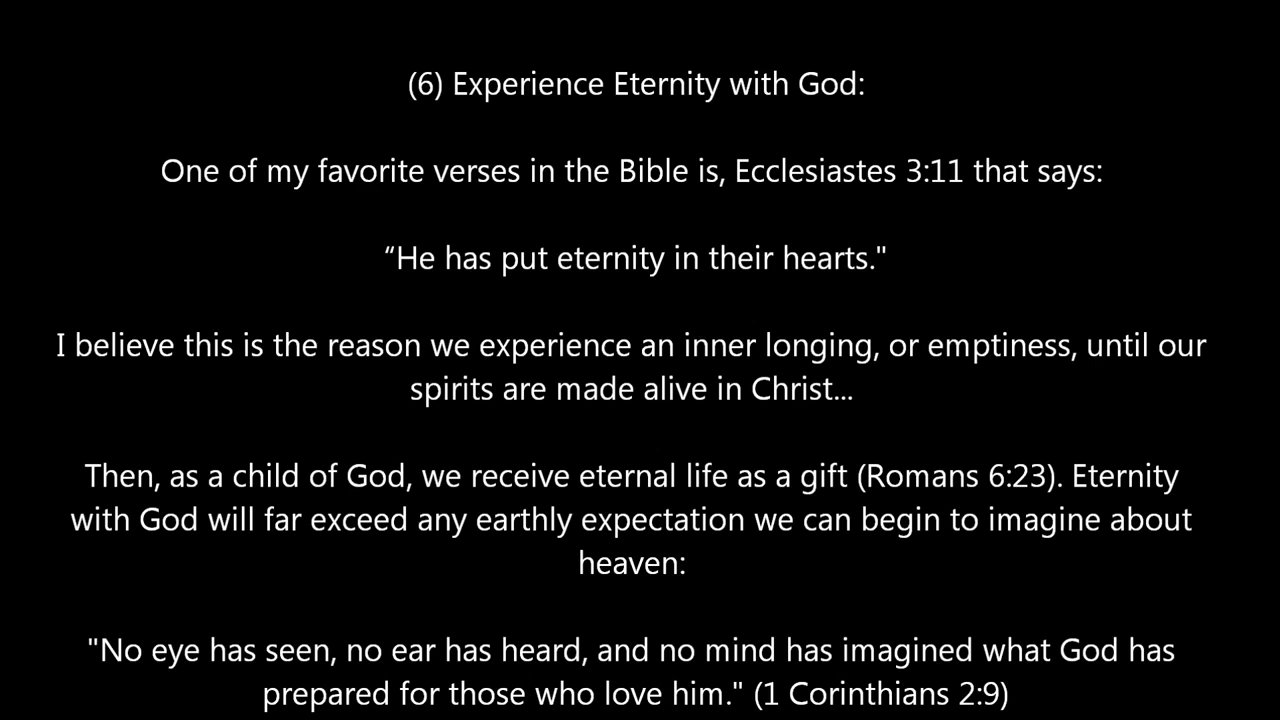 (6) Experience Eternity with God:
One of my favorite verses in the Bible is, Ecclesiastes 3:11 that says:
“He has put eternity in their hearts."
I believe this is the reason we experience an inner longing, or emptiness, until our
spirits are made alive in Christ...
Then, as a child of God, we receive eternal life as a gift (Romans 6:23). Eternity
with God will far exceed any earthly expectation we can begin to imagine about
heaven:
"No eye has seen, no ear has heard, and no mind has imagined what God has
prepared for those who love him." (1 Corinthians 2:9)